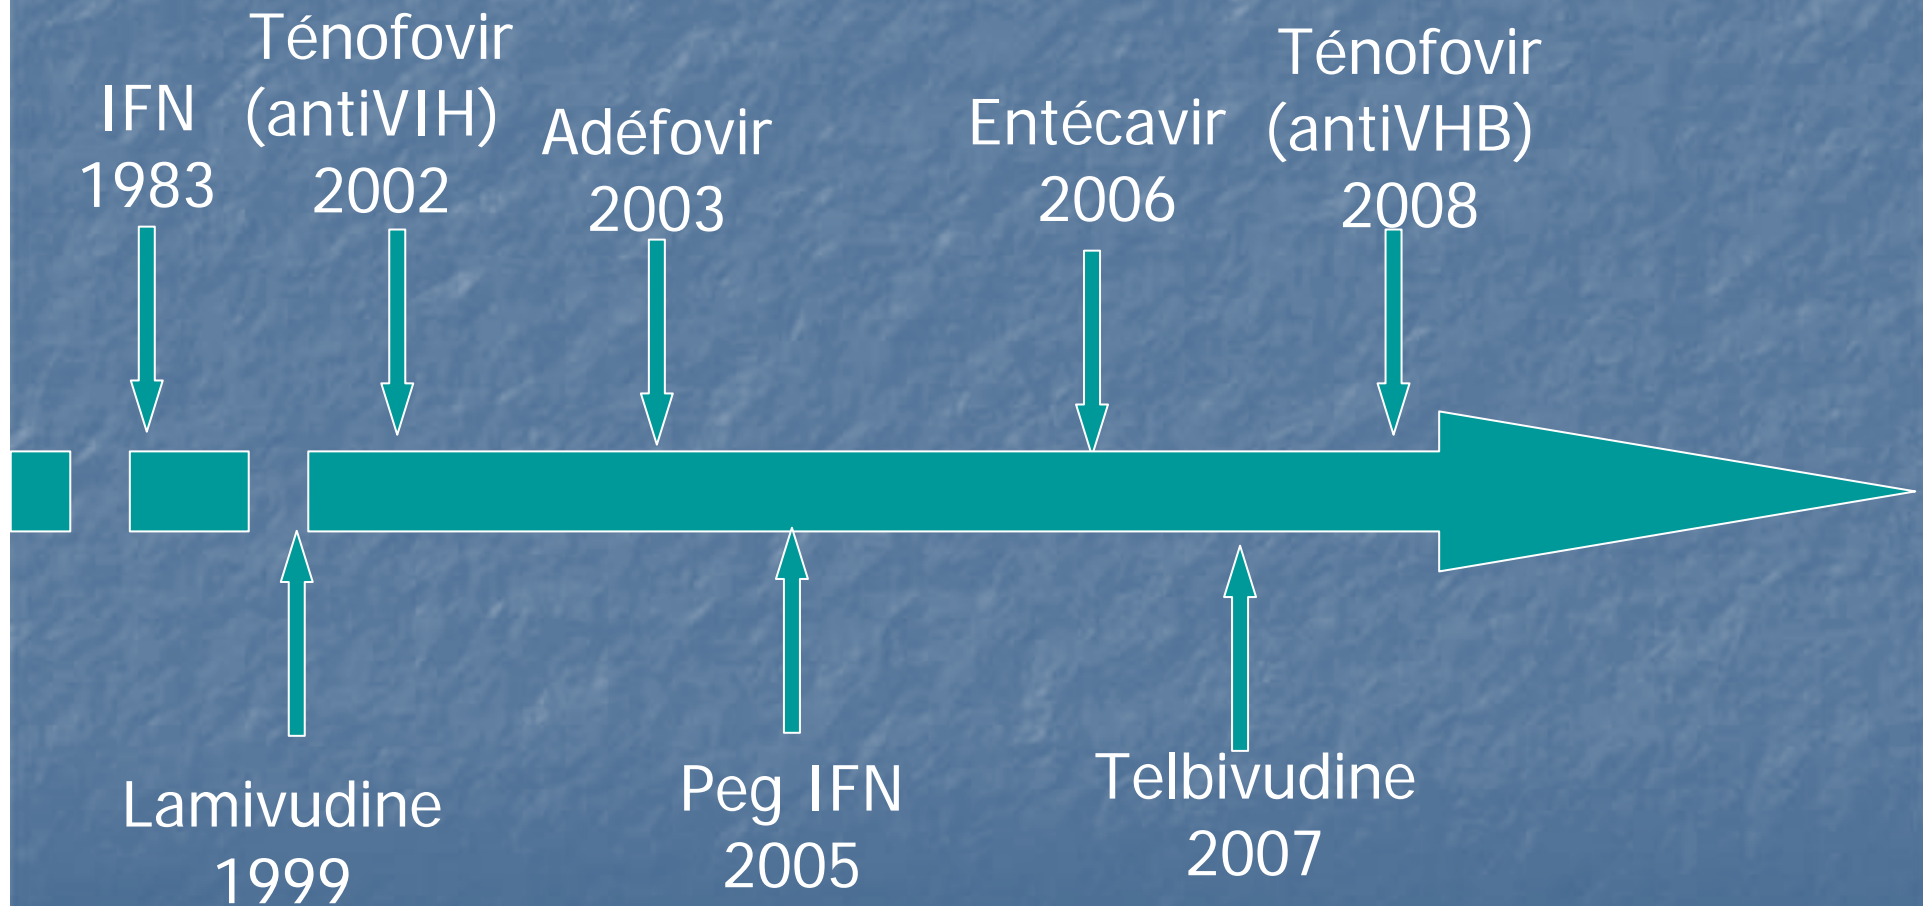 IFN
1983
Ténofovir
(antiVIH)
2002
Adéfovir
2003
Entécavir
2006
Ténofovir
(antiVHB)
2008
Lamivudine
1999
Peg IFN
2005
Telbivudine
2007